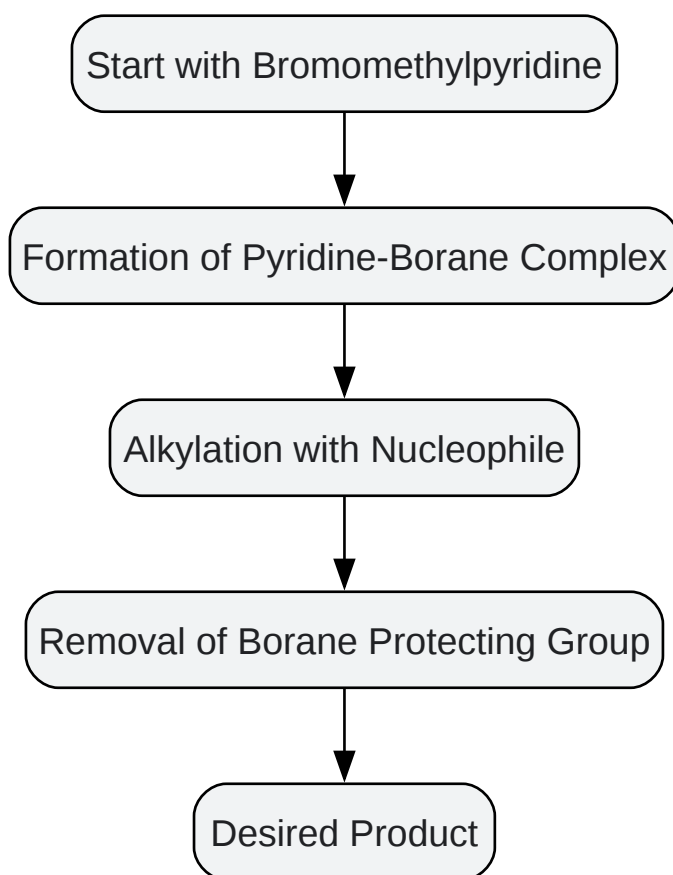 Start with Bromomethylpyridine
Formation of Pyridine-Borane Complex
Alkylation with Nucleophile
Removal of Borane Protecting Group
Desired Product